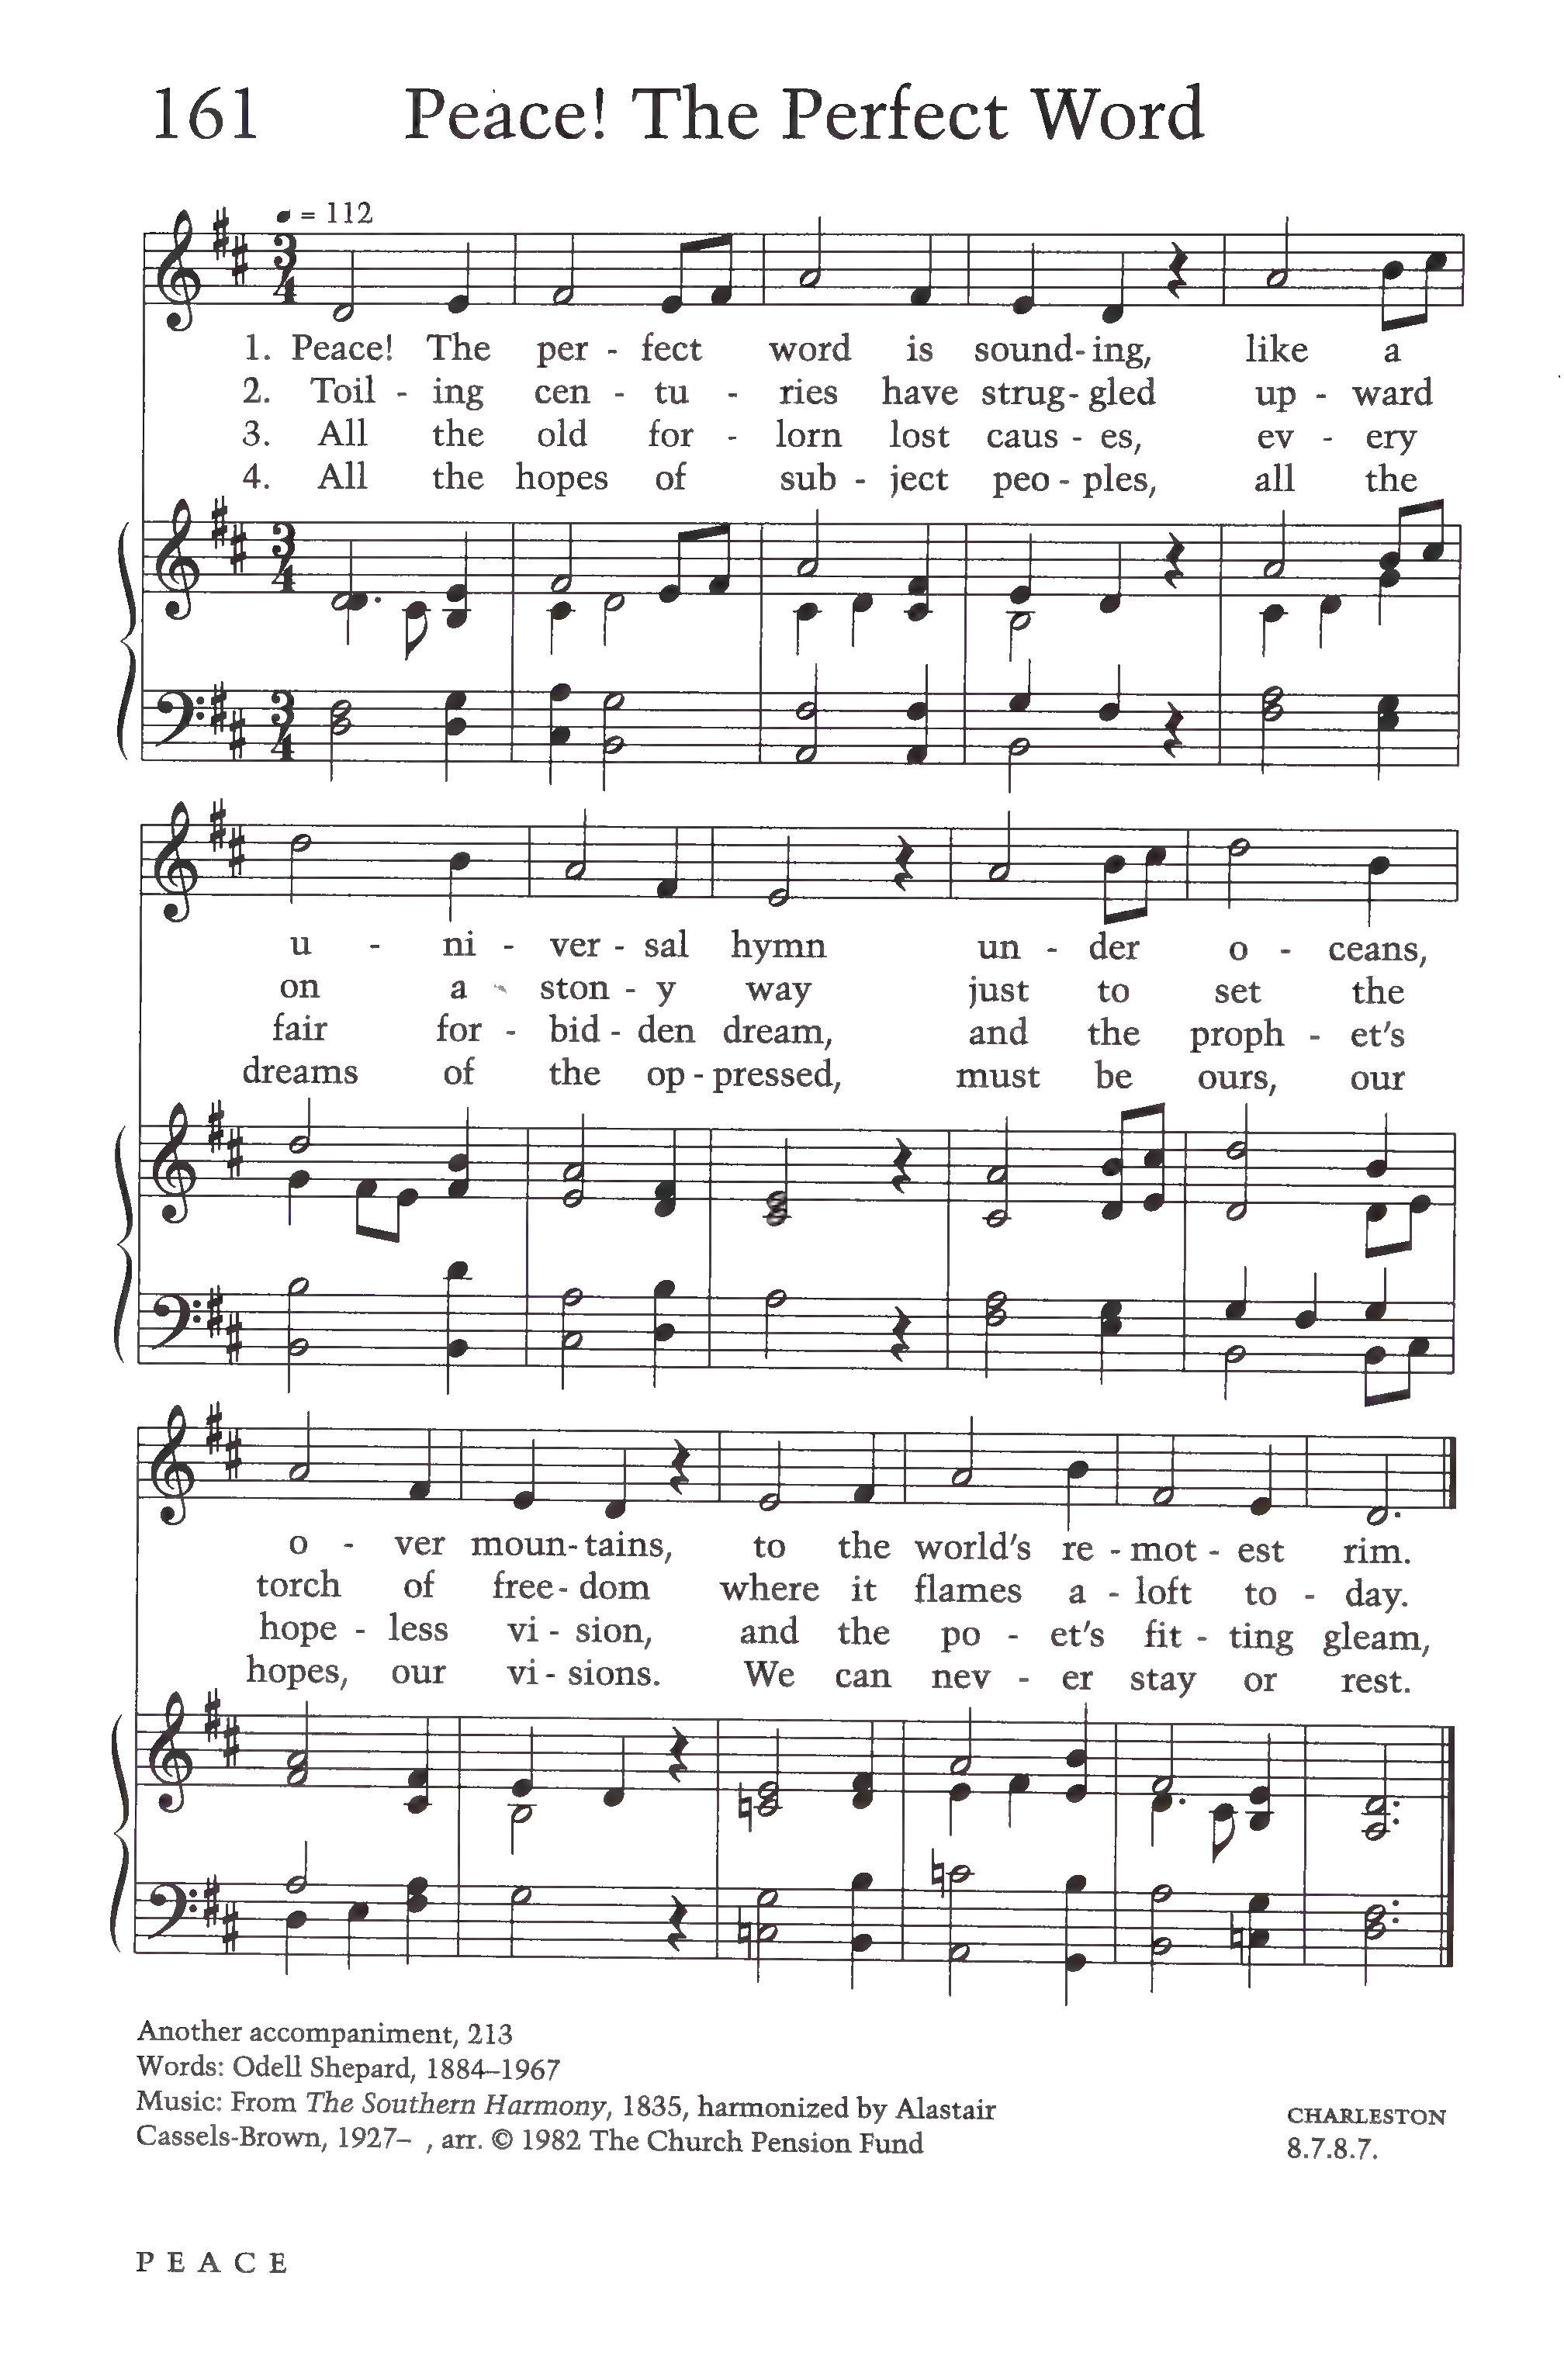 161 Peace! The Perfect Word
= 112
1. Peace! The per - fect word is sound - ing, like a
2. Toil - ing cen - tu - ries have strug - gled up - ward
3. All the old for - lorn lost caus - es, ev - ery
4. All the hopes of sub - ject peo - ples, all the
u - ni - ver - sal hymn un - der o - ceans,
on a ston - y way just to set the
fair for - bid - den dream, and the proph - et's
dreams of the op - pressed, must be ours, our
o - ver moun - tains, to the world's re - mot - est rim.
torch of free - dom where it flames a - loft to - day.
hope - less vi - sion, and the po - et's fit - ting gleam,
hopes, our vi - sions. We can nev - er stay or rest.
Another accompaniment, 213
Words: Odell Shepard, 1884–1967
Music: From The Southern Harmony, 1835, harmonized by Alastair
Cassels-Brown, 1927– , arr. © 1982 The Church Pension Fund
CHARLESTON
8.7.8.7.
PEACE